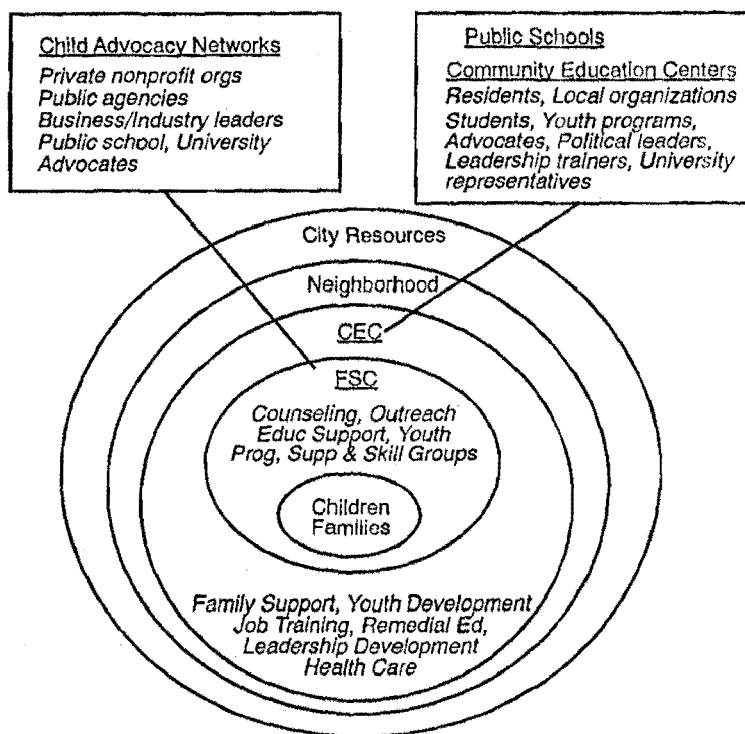 Child Advocacy Networks
Private nonprofit orgs
Public agencies
Business/Industry leaders
Public school, University
Advocates
Public Schools
Community Education Centers
Residents, Local organizations
Students, Youth programs,
Advocates, Political leaders,
Leadership trainers, University
representatives
City Resources
Neighborhood
CEC
FSC
Counseling, Outreach
Educ Support, Youth
Prog, Supp & Skill Groups
Children
Families
Family Support, Youth Development
Job Training, Remedial Ed,
Leadership Development
Health Care